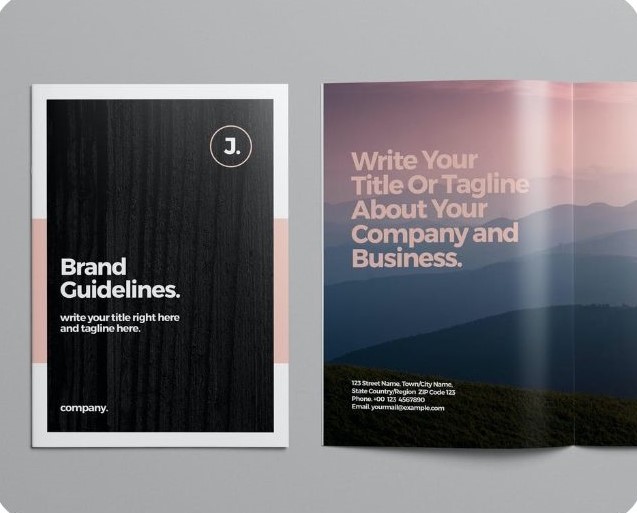 J.
Brand
Guidelines.
write your title right here
and tagline here.
company.
Write Your
Title Or Tagline
About Your
Company and
Business.
123 Street Name, Town/City Name,
State Country/Region ZIP Code 123
Phone. +00 123 4567890
Email. yourmail@example.com